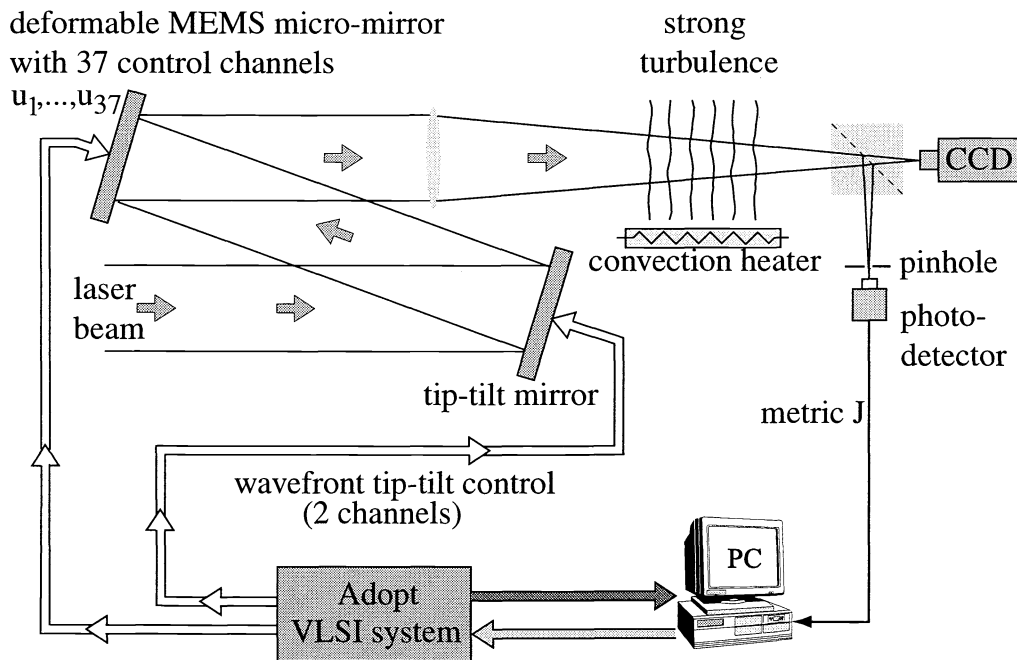 deformable MEMS micro-mirror
with 37 control channels
u1,...,u37
strong
turbulence
CCD
convection heater
pinhole
photo-
detector
laser
beam
tip-tilt mirror
metric J
wavefront tip-tilt control
(2 channels)
PC
Adopt
VLSI system